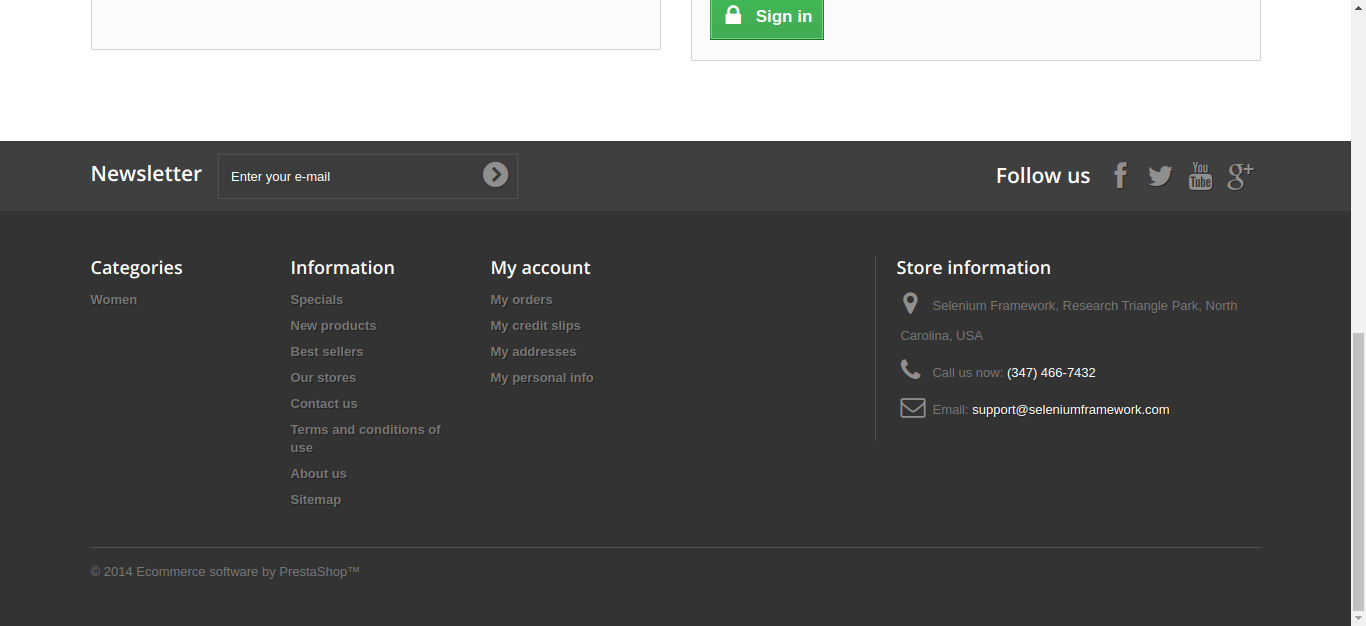 Sign in
Newsletter
Enter your e-mail
Follow us
You
Tube
Categories
Women
Information
Specials
New products
Best sellers
Our stores
Contact us
Terms and conditions of
use
About us
Sitemap
My account
My orders
My credit slips
My addresses
My personal info
Store information
Selenium Framework, Research Triangle Park, North
Carolina, USA
Call us now: (347) 466-7432
Email: support@seleniumframework.com
© 2014 Ecommerce software by PrestaShop™